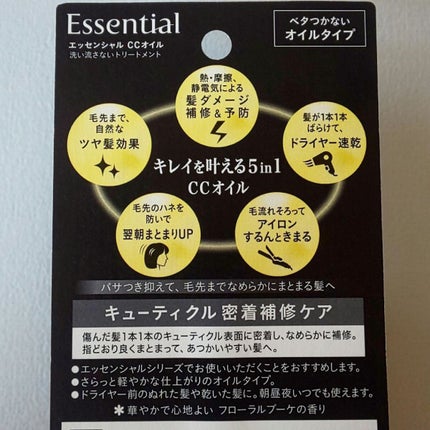 Essential
エッセンシャル CCオイル
洗い流さないトリートメント
ベタつかない
オイルタイプ
熱・摩擦、
静電気による
髪ダメージ
補修&予防
毛先まで、
自然な
ツヤ髪効果
髪が1本1本
ばらけて、
ドライヤー速乾
キレイを叶える5in1
CCオイル
毛先のハネを
防いで
翌朝まとまりUP
毛流れそろって
アイロン
するんときまる
パサつき抑えて、毛先までなめらかにまとまる髪へ
キューティクル 密着補修ケア
傷んだ髪1本1本のキューティクル表面に密着し、なめらかに補修。
指どおり良くまとまって、あつかいやすい髪へ。
●エッセンシャルシリーズでお使いいただくことをおすすめします。
●さらっと軽やかな仕上がりのオイルタイプ。
●ドライヤー前のぬれた髪や乾いた髪に。朝昼夜いつでも使えます。
＊華やかで心地よい フローラルブーケの香り